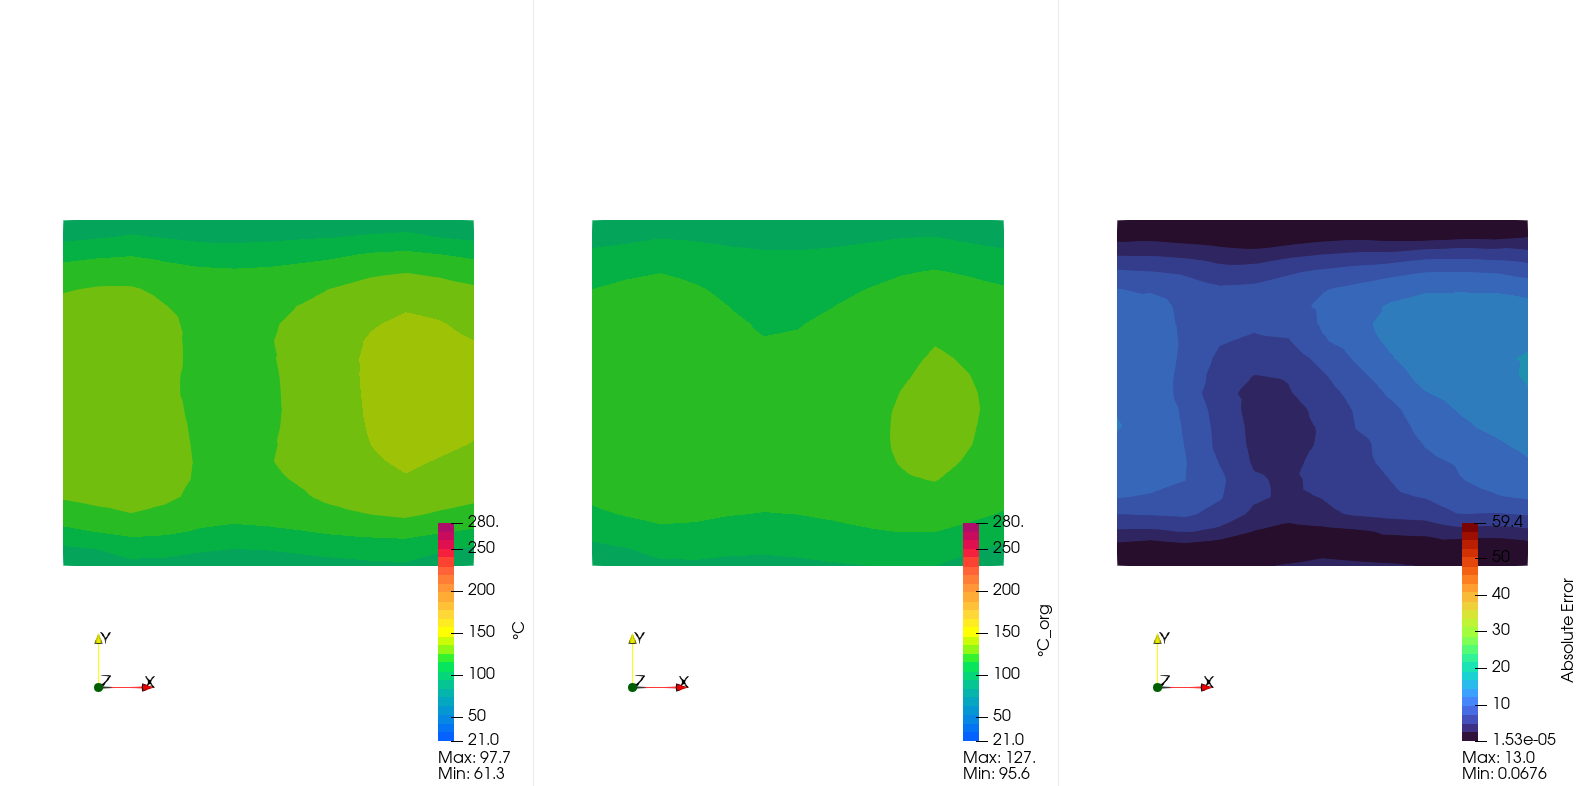 280.
250
200
150
100
50
21.0
°C
Max: 97.7
Min: 61.3
Y
Z
X
280.
250
200
150
100
50
21.0
°C_org
Max: 127.
Min: 95.6
Y
Z
X
59.4
50
40
30
20
10
1.53e-05
Absolute Error
Max: 13.0
Min: 0.0676
Y
Z
X